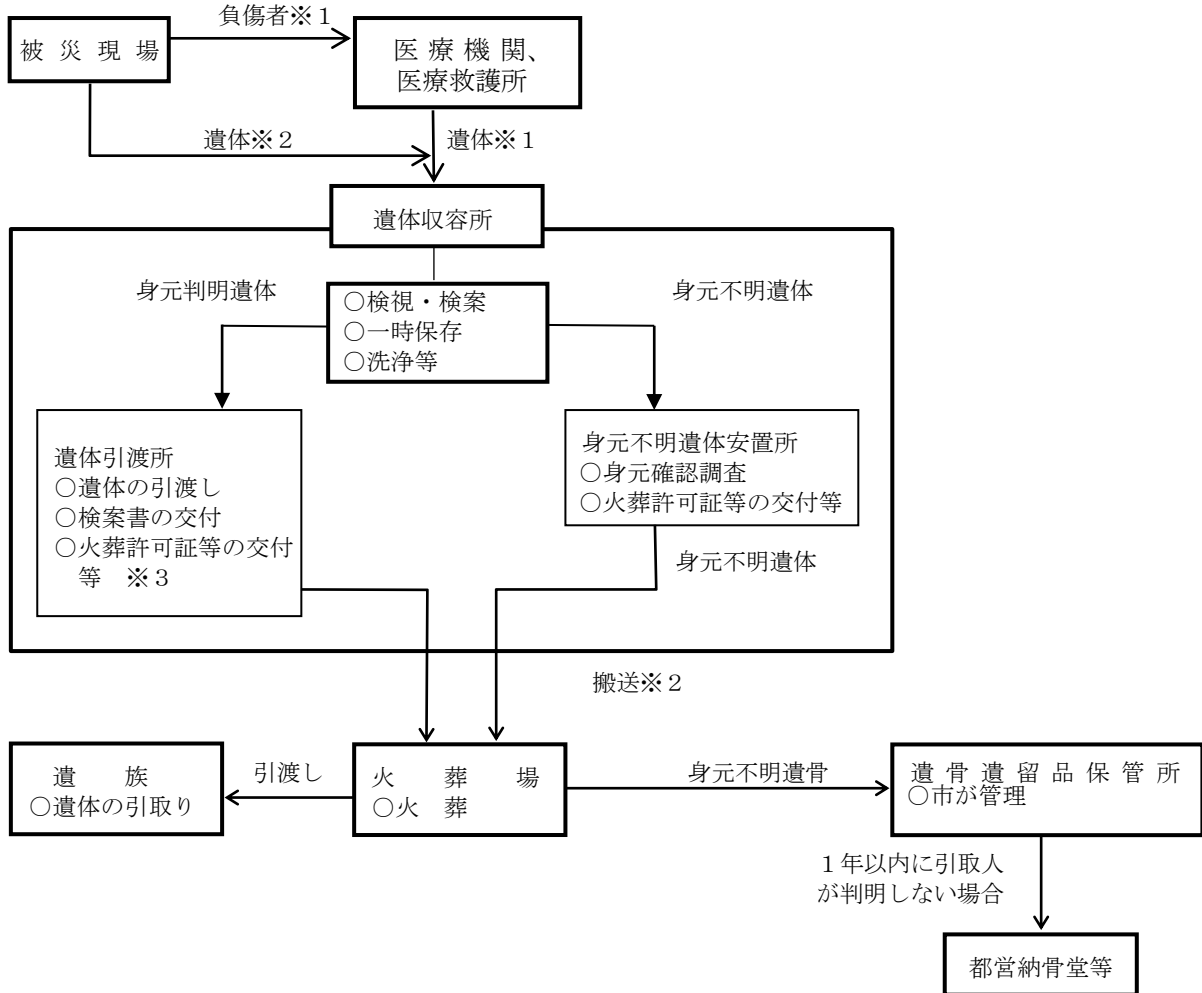 負傷者※１
被災現場
医療機関、
医療救護所
遺体※２
遺体※１
遺体収容所
身元判明遺体
身元不明遺体
○検視・検案
○一時保存
○洗浄等
遺体引渡所
○遺体の引渡し
○検案書の交付
○火葬許可証等の交付
等　※３
身元不明遺体安置所
○身元確認調査
○火葬許可証等の交付等
身元不明遺体
搬送※２
遺　族
○遺体の引取り
引渡し
火　葬　場
○火　葬
身元不明遺骨
遺骨遺留品保管所
○市が管理
１年以内に引取人
が判明しない場合
都営納骨堂等